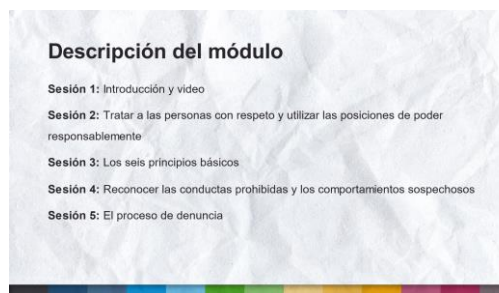 Descripción del módulo
Sesión 1: Introducción y video
Sesión 2: Tratar a las personas con respeto y utilizar las posiciones de poder
responsablemente
Sesión 3: Los seis principios básicos
Sesión 4: Reconocer las conductas prohibidas y los comportamientos sospechosos
Sesión 5: El proceso de denuncia